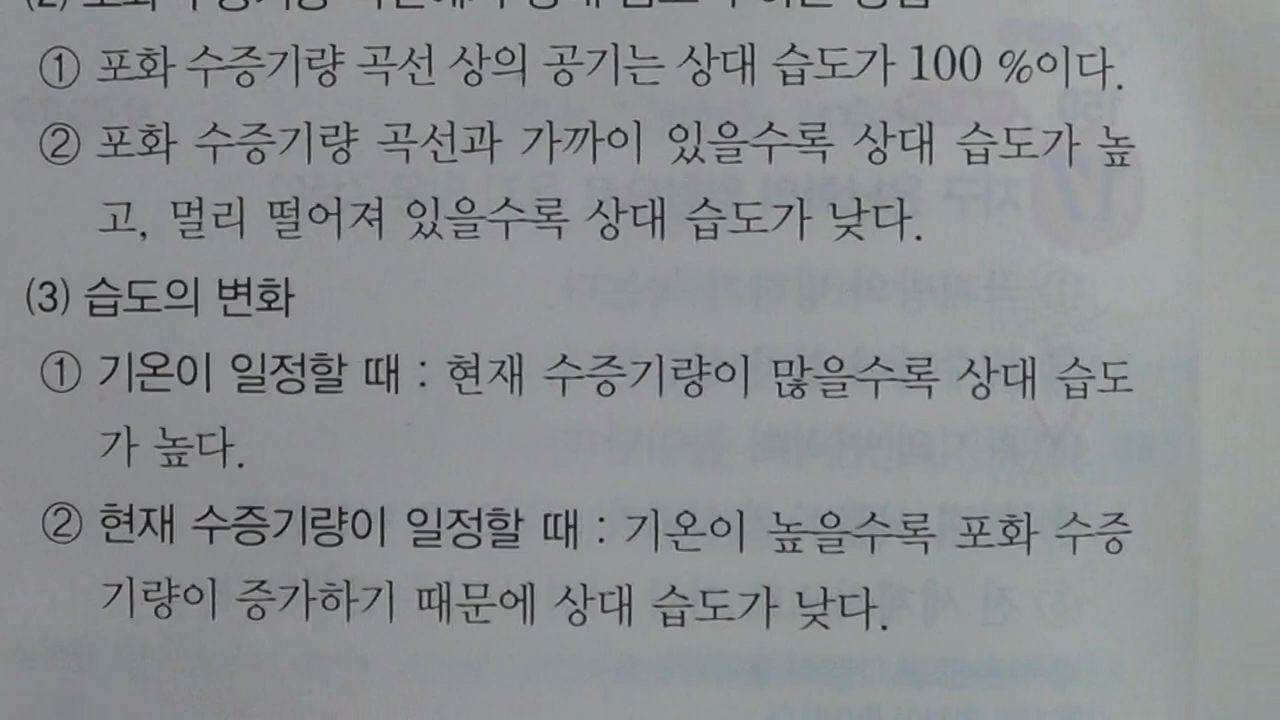 ① 포화 수증기량 곡선 상의 공기는 상대 습도가 100 %이다.
② 포화 수증기량 곡선과 가까이 있을수록 상대 습도가 높
고, 멀리 떨어져 있을수록 상대 습도가 낮다.
(3) 습도의 변화
① 기온이 일정할 때 : 현재 수증기량이 많을수록 상대 습도
가 높다.
② 현재 수증기량이 일정할 때 : 기온이 높을수록 포화 수증
기량이 증가하기 때문에 상대 습도가 낮다.